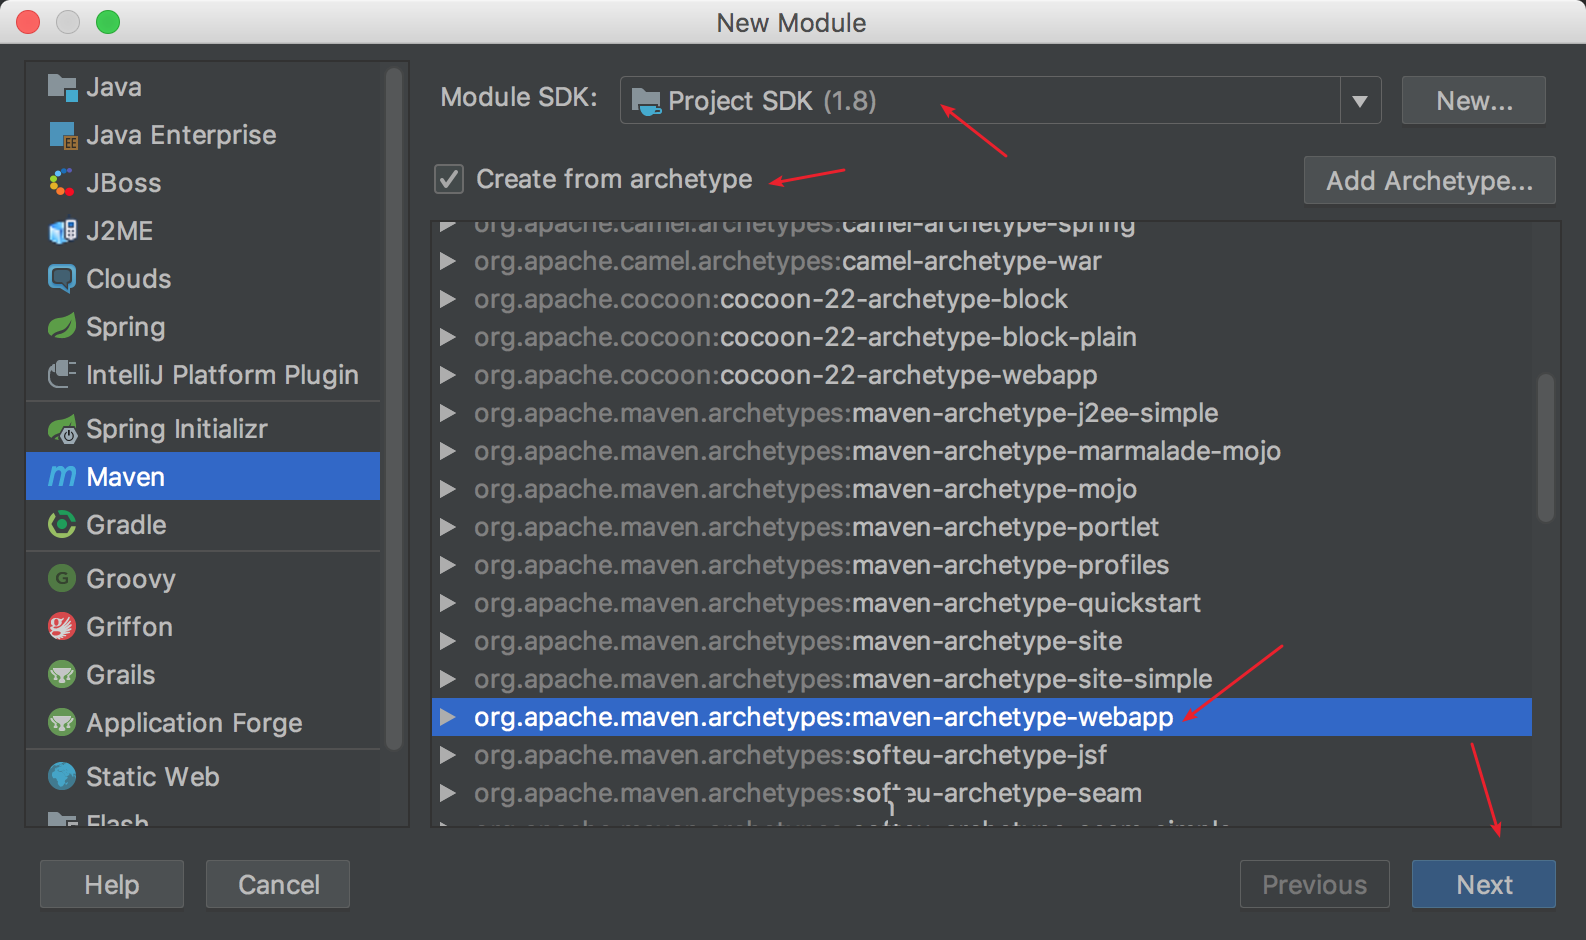 New Module
Java
Java Enterprise
JBoss
J2ME
Clouds
Spring
IntelliJ Platform Plugin
Spring Initializr
Maven
Gradle
Groovy
Griffon
Grails
Application Forge
Static Web
Flash
Module SDK:
Project SDK (1.8)
New...
Create from archetype
Add Archetype...
org.apache.camel.archetypes:camel-archetype-spring
org.apache.camel.archetypes:camel-archetype-war
org.apache.cocoon:cocoon-22-archetype-block
org.apache.cocoon:cocoon-22-archetype-block-plain
org.apache.cocoon:cocoon-22-archetype-webapp
org.apache.maven.archetypes:maven-archetype-j2ee-simple
org.apache.maven.archetypes:maven-archetype-marmalade-mojo
org.apache.maven.archetypes:maven-archetype-mojo
org.apache.maven.archetypes:maven-archetype-portlet
org.apache.maven.archetypes:maven-archetype-profiles
org.apache.maven.archetypes:maven-archetype-quickstart
org.apache.maven.archetypes:maven-archetype-site
org.apache.maven.archetypes:maven-archetype-site-simple
org.apache.maven.archetypes:maven-archetype-webapp
org.apache.maven.archetypes:softeu-archetype-jsf
org.apache.maven.archetypes:softeu-archetype-seam
Help
Cancel
Previous
Next